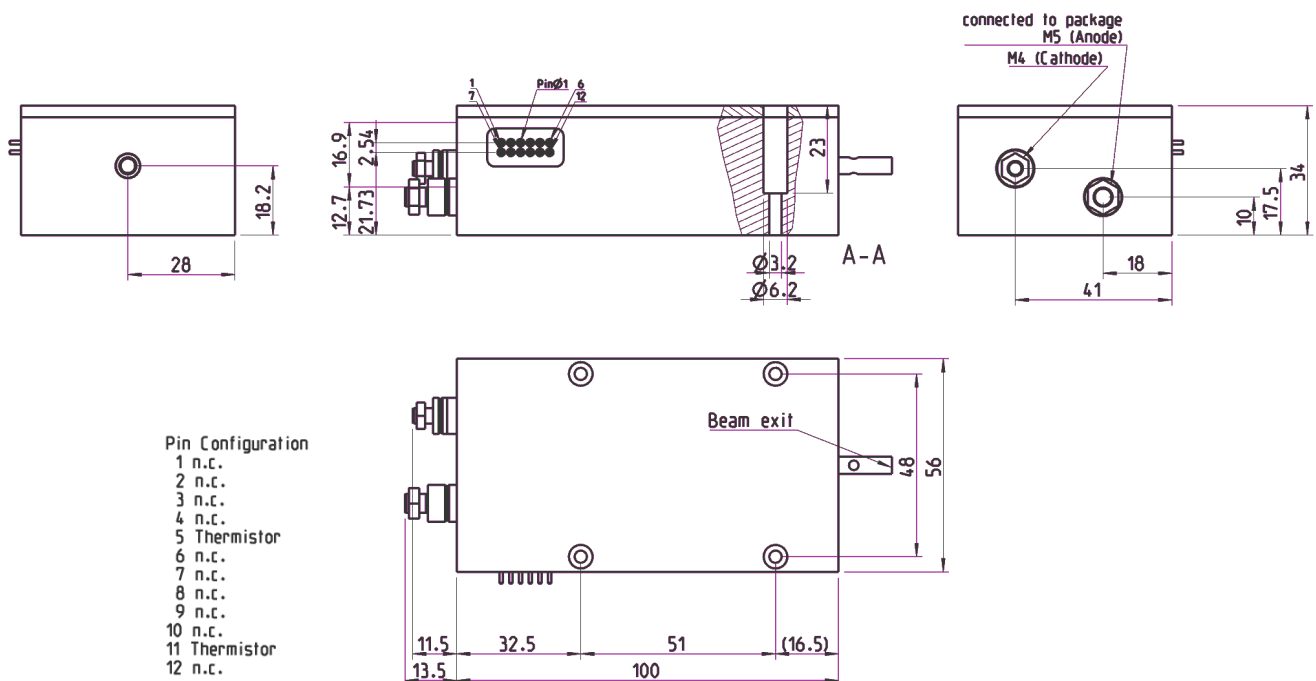 connected to package
M5 (Anode)
M4 (Cathode)
1
7
PinØ1
6
12
16.9
2.54
12.7
21.73
18.2
28
23
Ø3.2
Ø6.2
A-A
34
17.5
10
18
41
Beam exit
48
56
11.5
32.5
51
(16.5)
13.5
100
Pin Configuration
1 n.c.
2 n.c.
3 n.c.
4 n.c.
5 Thermistor
6 n.c.
7 n.c.
8 n.c.
9 n.c.
10 n.c.
11 Thermistor
12 n.c.